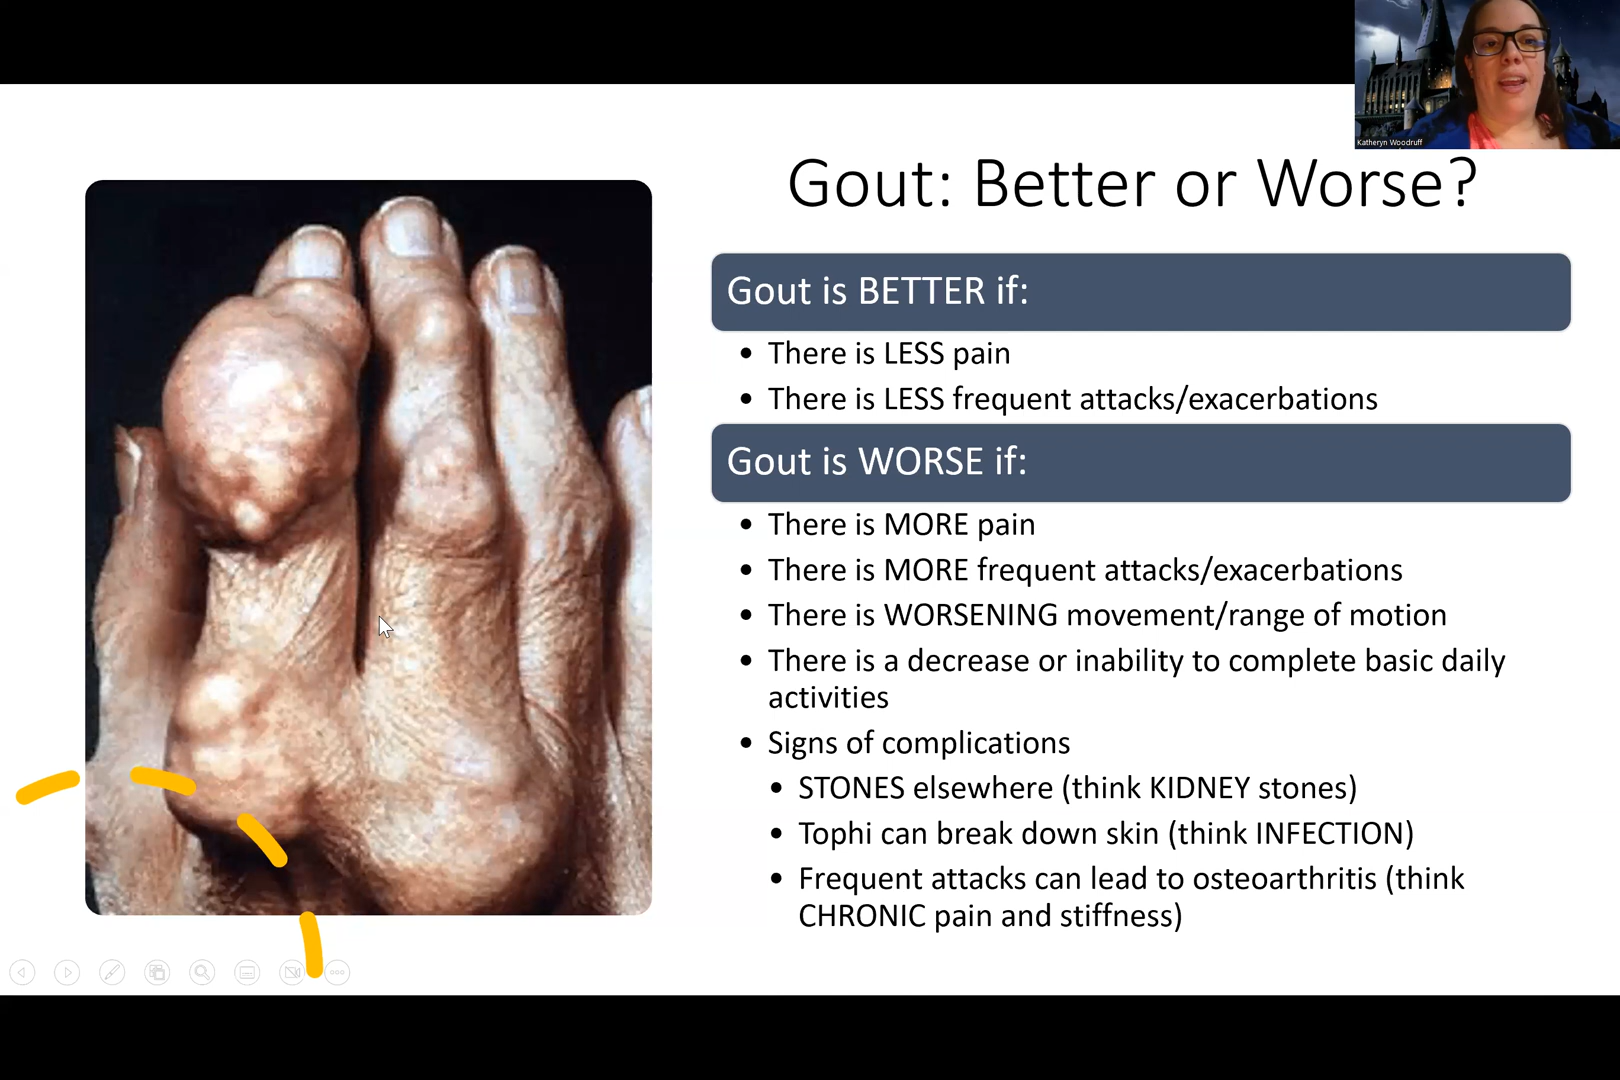 Katheryn Woodruff
Gout: Better or Worse?
Gout is BETTER if:
• There is LESS pain
• There is LESS frequent attacks/exacerbations
Gout is WORSE if:
• There is MORE pain
• There is MORE frequent attacks/exacerbations
• There is WORSENING movement/range of motion
• There is a decrease or inability to complete basic daily
activities
• Signs of complications
• STONES elsewhere (think KIDNEY stones)
• Tophi can break down skin (think INFECTION)
• Frequent attacks can lead to osteoarthritis (think
CHRONIC pain and stiffness)